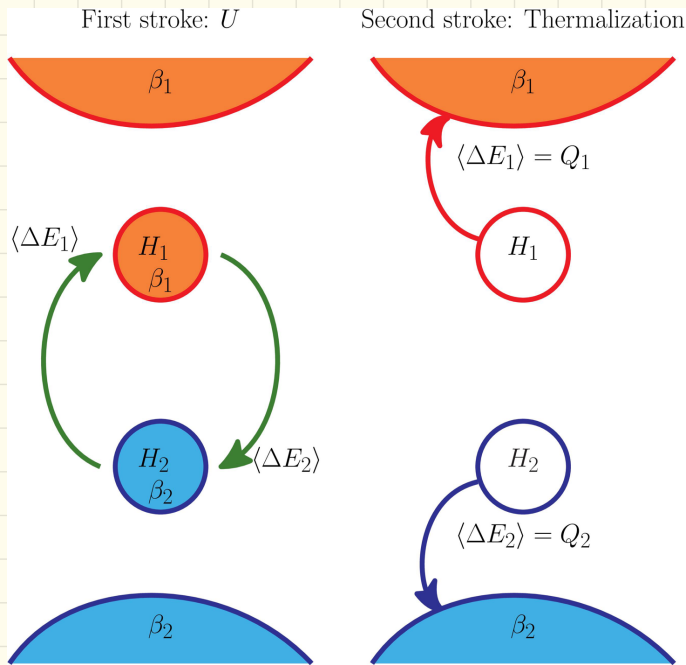 First stroke: U
Second stroke: Thermalization
β₁
β₁
⟨ΔE₁⟩ = Q₁
⟨ΔE₁⟩
H₁
β₁
H₁
H₂
β₂
⟨ΔE₂⟩
H₂
⟨ΔE₂⟩ = Q₂
β₂
β₂